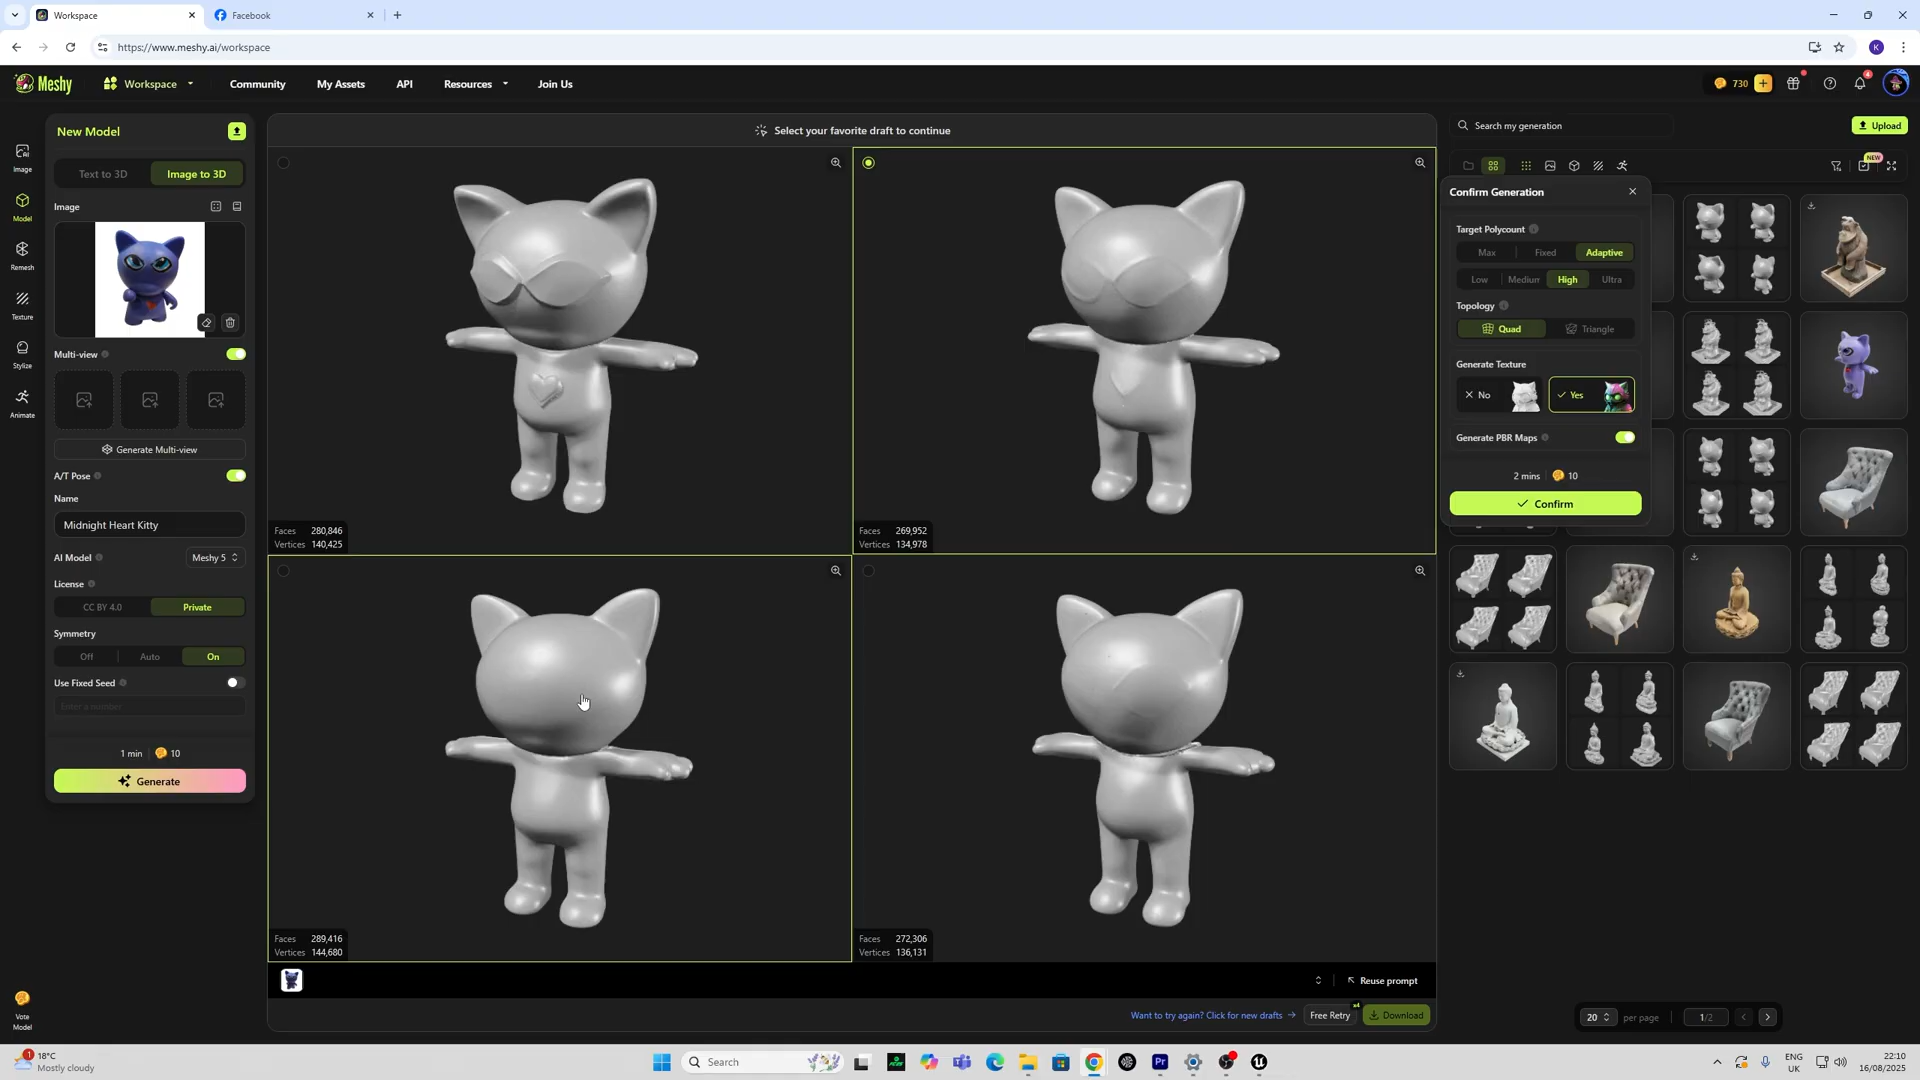 Workspace
Facebook
https://www.meshy.ai/workspace
K
Meshy
Workspace
Community
My Assets
API
Resources
Join Us
730
4
New Model
Text to 3D
Image to 3D
Image
Multi-view
Generate Multi-view
A/T Pose
Name
Midnight Heart Kitty
AI Model
Meshy 5
License
CC BY 4.0
Private
Symmetry
Off
Auto
On
Use Fixed Seed
Enter a number
1 min
10
Generate
Image
Model
Remesh
Texture
Stylize
Animate
Vote
Model
Select your favorite draft to continue
Faces 280,846
Vertices 140,425
Faces 269,952
Vertices 134,978
Faces 289,416
Vertices 144,680
Faces 272,306
Vertices 136,131
Reuse prompt
Want to try again? Click for new drafts
x4
Free Retry
Download
Search my generation
Upload
NEW
Confirm Generation
Target Polycount
Max
Fixed
Adaptive
Low
Medium
High
Ultra
Topology
Quad
Triangle
Generate Texture
No
Yes
Generate PBR Maps
2 mins
10
Confirm
20
per page
1/2
1
18°C
Mostly cloudy
Search
Pr
ENG
UK
22:10
16/08/2025